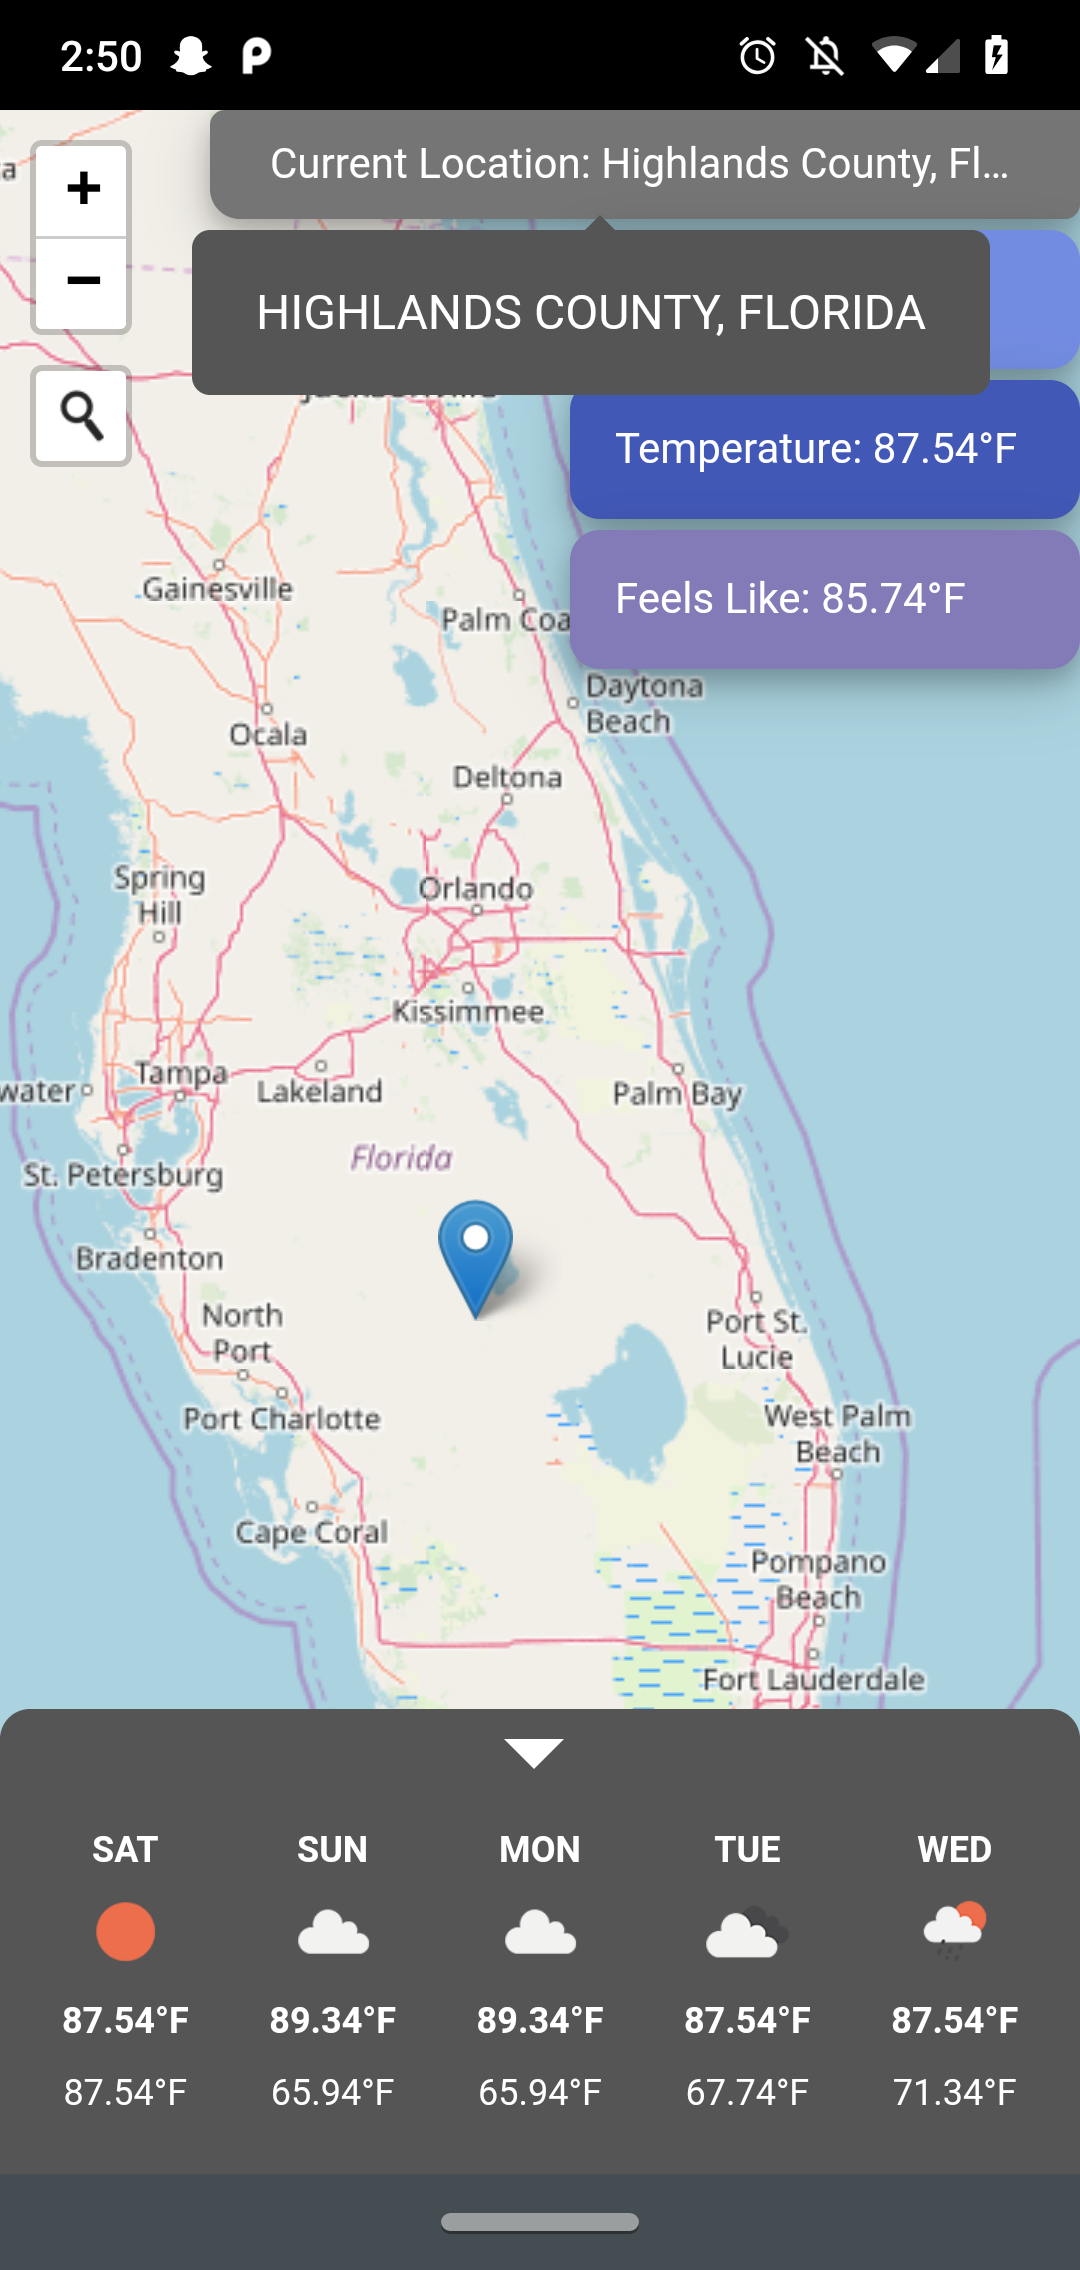 2:50
Current Location: Highlands County, Fl...
HIGHLANDS COUNTY, FLORIDA
Temperature: 87.54°F
Feels Like: 85.74°F
+
−
Gainesville
Palm Coa
Daytona
Beach
Ocala
Deltona
Spring
Hill
Orlando
Kissimmee
Tampa
water
Lakeland
Palm Bay
Florida
St. Petersburg
Bradenton
North
Port
Port St.
Lucie
Port Charlotte
West Palm
Beach
Cape Coral
Pompano
Beach
Fort Lauderdale
SAT SUN MON TUE WED
87.54°F 89.34°F 89.34°F 87.54°F 87.54°F
87.54°F 65.94°F 65.94°F 67.74°F 71.34°F